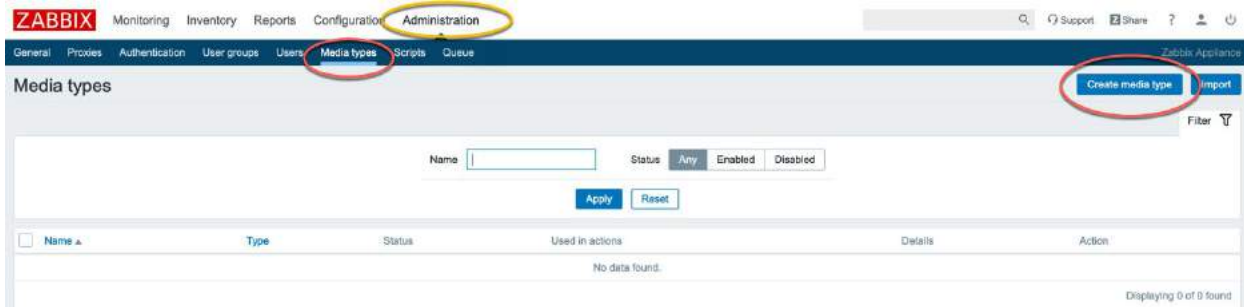 ZABBIX Monitoring Inventory Reports Configuration Administration Support Z Share ?
General Proxies Authentication User groups Users Media types Scripts Queue Zabbix Appliance
Media types Create media type Import
Filter
Name Status Any Enabled Disabled
Apply Reset
Name Type Status Used in actions Details Action
No data found.
Displaying 0 of 0 found